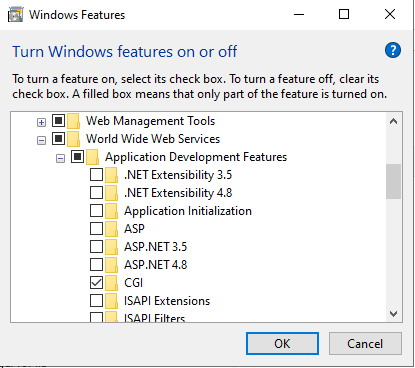 Windows Features
Turn Windows features on or off
To turn a feature on, select its check box. To turn a feature off, clear its
check box. A filled box means that only part of the feature is turned on.
Web Management Tools
World Wide Web Services
Application Development Features
.NET Extensibility 3.5
.NET Extensibility 4.8
Application Initialization
ASP
ASP.NET 3.5
ASP.NET 4.8
CGI
ISAPI Extensions
ISAPI Filters
OK
Cancel